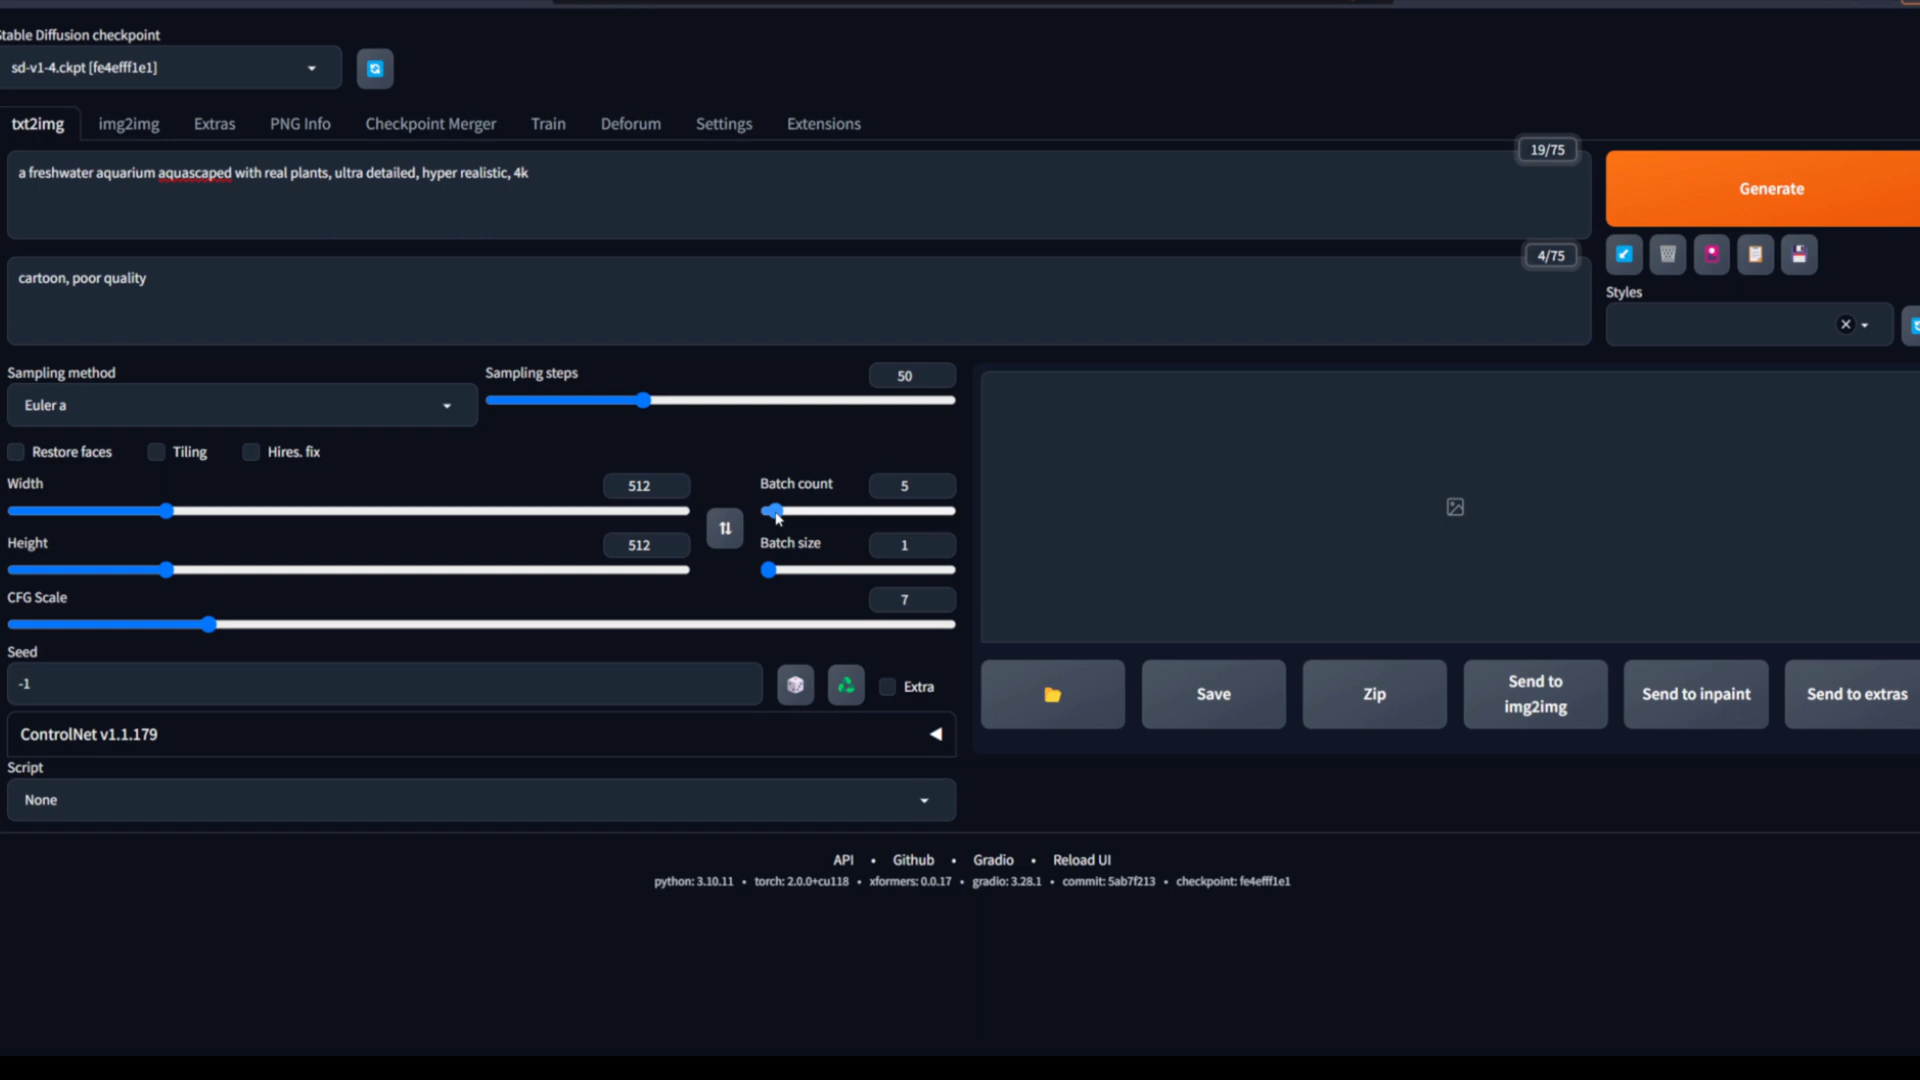 Stable Diffusion checkpoint
sd-v1-4.ckpt [fe4efff1e1]
txt2img img2img Extras PNG Info Checkpoint Merger Train Deforum Settings Extensions
19/75
a freshwater aquarium aquascaped with real plants, ultra detailed, hyper realistic, 4k
Generate
4/75
cartoon, poor quality
Styles
Sampling method
Euler a
Sampling steps
50
Restore faces Tiling Hires. fix
Width 512
Batch count 5
Height 512
Batch size 1
CFG Scale 7
Seed
-1
Extra
Save Zip Send to img2img Send to inpaint Send to extras
ControlNet v1.1.179
Script
None
API • Github • Gradio • Reload UI
python: 3.10.11 • torch: 2.0.0+cu118 • xformers: 0.0.17 • gradio: 3.28.1 • commit: 5ab7f213 • checkpoint: fe4efff1e1